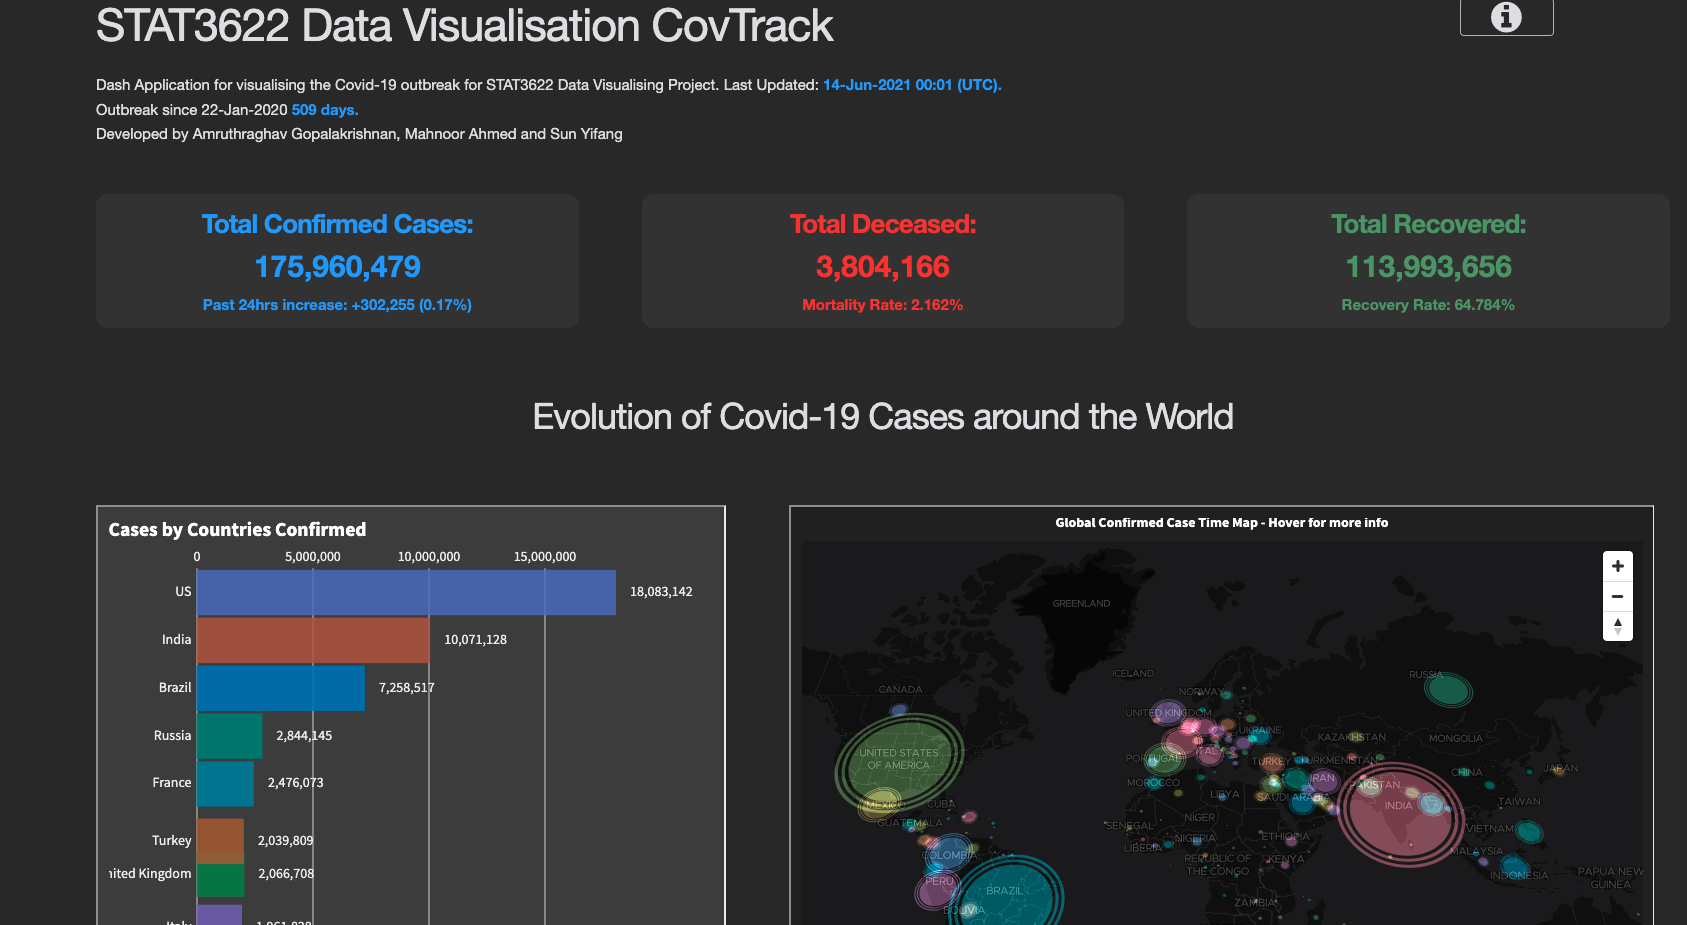 STAT3622 Data Visualisation CovTrack
Dash Application for visualising the Covid-19 outbreak for STAT3622 Data Visualising Project. Last Updated: 14-Jun-2021 00:01 (UTC).
Outbreak since 22-Jan-2020 509 days.
Developed by Amruthraghav Gopalakrishnan, Mahnoor Ahmed and Sun Yifang
Total Confirmed Cases:
175,960,479
Past 24hrs increase: +302,255 (0.17%)
Total Deceased:
3,804,166
Mortality Rate: 2.162%
Total Recovered:
113,993,656
Recovery Rate: 64.784%
Evolution of Covid-19 Cases around the World
Cases by Countries Confirmed
0 5,000,000 10,000,000 15,000,000
US 18,083,142
India 10,071,128
Brazil 7,258,517
Russia 2,844,145
France 2,476,073
Turkey 2,039,809
nited Kingdom 2,066,708
Italy
Global Confirmed Case Time Map - Hover for more info
GREENLAND
ICELAND
RUSSIA
CANADA
NORWAY
UNITED KINGDOM
UKRAINE
KAZAKHSTAN
MONGOLIA
UNITED STATES
OF AMERICA
ITAL
PORTUGAL
TURKEY
TURKMENISTAN
CHINA
JAPAN
MOROCCO
IRAN
PAKISTAN
LIBYA
SAUDI ARABIA
INDIA
TAIWAN
MEXICO
CUBA
GUATEMALA
NIGER
SENEGAL
NIGERIA
ETHIOPIA
VIETNAM
LIBERIA
COLOMBIA
REPUBLIC OF
THE CONGO
KENYA
MALAYSIA
INDONESIA
PAPUA NEW
GUINEA
PERU
BRAZIL
BOLIVIA
ZAMBIA